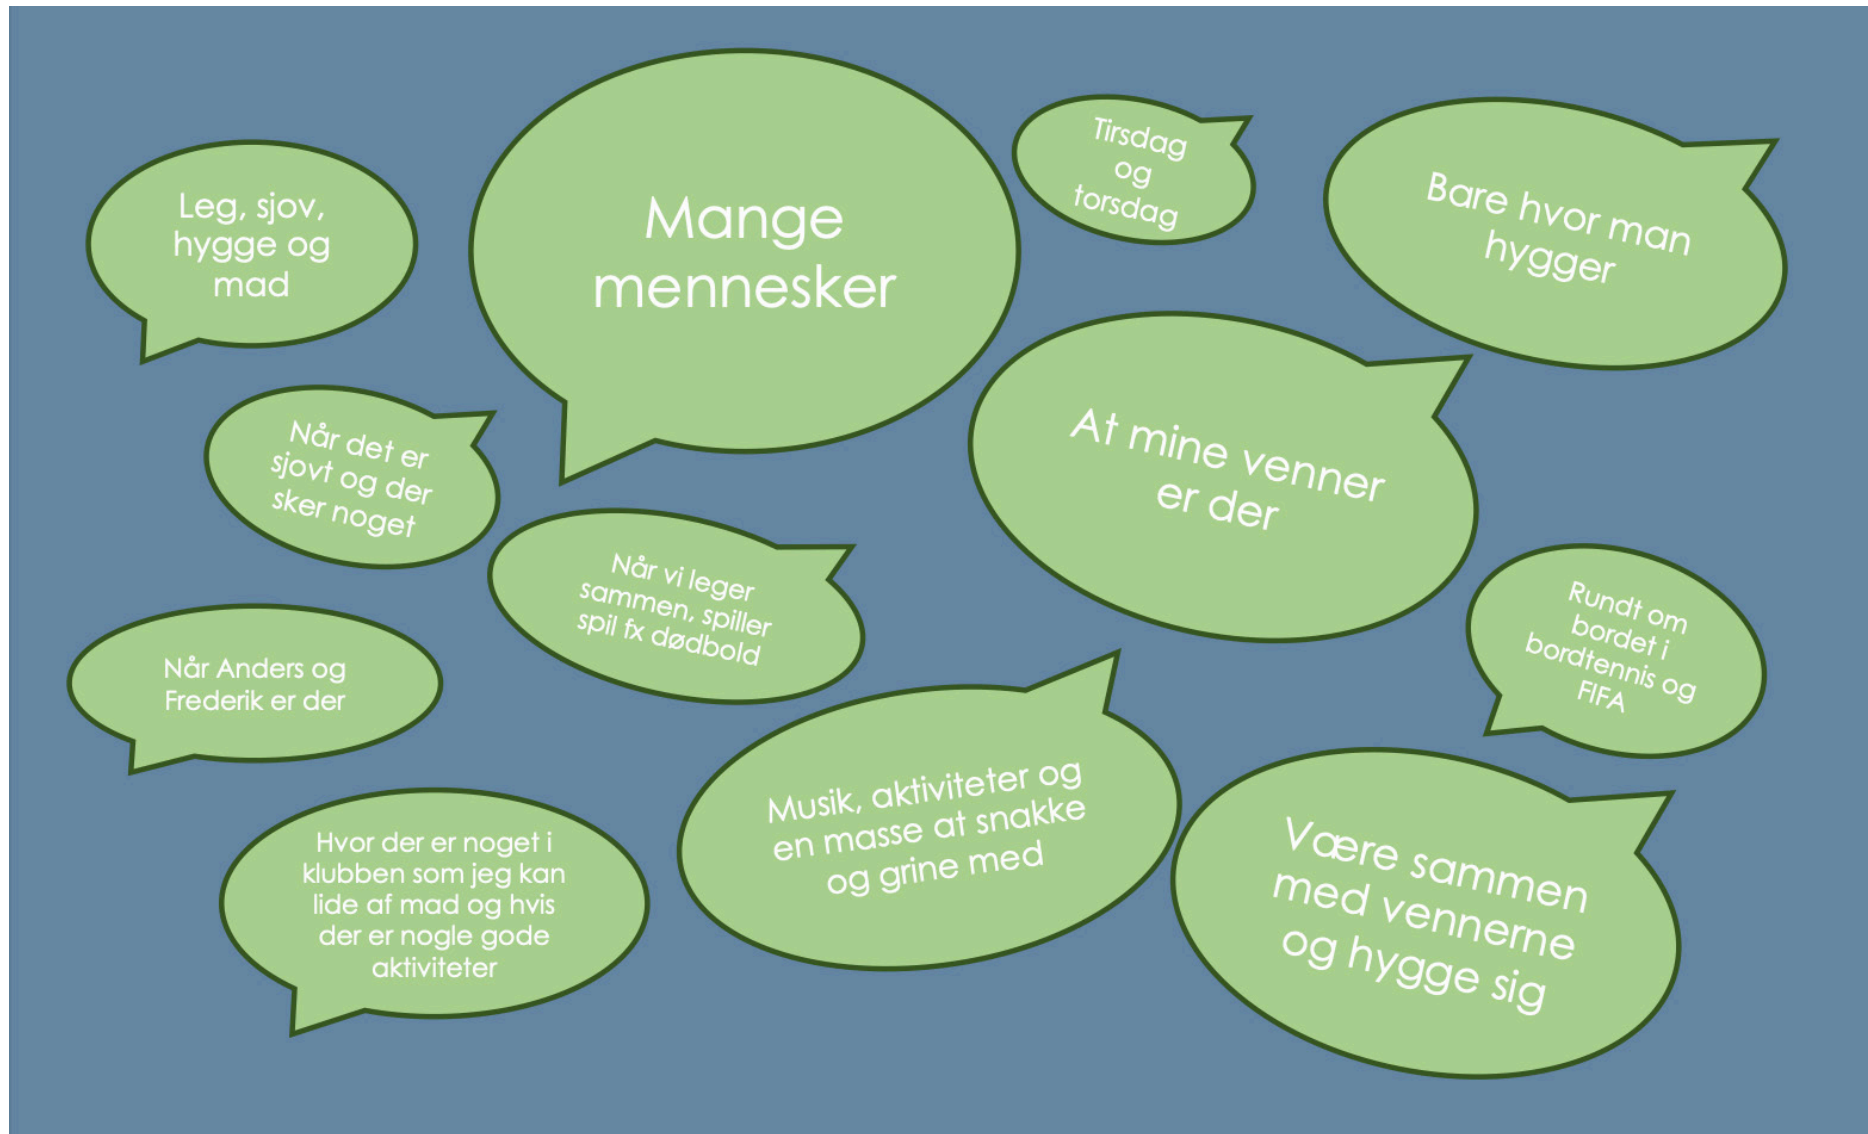 Leg, sjov,
hygge og
mad
Mange
mennesker
Tirsdag
og
torsdag
Bare hvor man
hygger
Når det er
sjovt og der
sker noget
At mine venner
er der
Når vi leger
sammen, spiller
spil fx dødbold
Rundt om
bordet i
bordtennis og
FIFA
Når Anders og
Frederik er der
Musik, aktiviteter og
en masse at snakke
og grine med
Hvor der er noget i
klubben som jeg kan
lide af mad og hvis
der er nogle gode
aktiviteter
Være sammen
med vennerne
og hygge sig